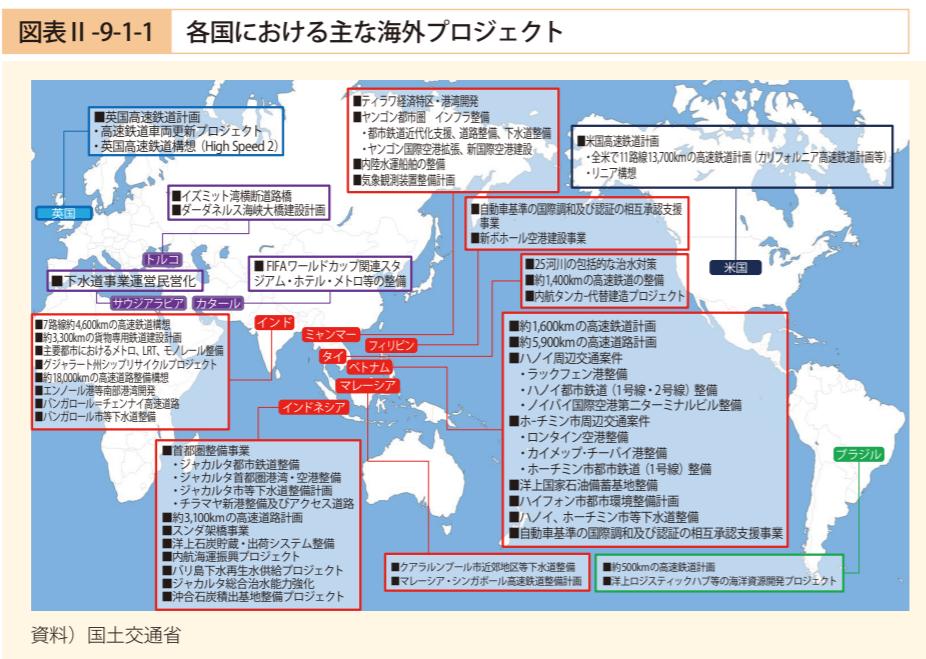 図表Ⅱ-9-1-1 各国における主な海外プロジェクト
■英国高速鉄道計画
・高速鉄道車両更新プロジェクト
・英国高速鉄道構想（High Speed 2）
英国
■イズミット湾横断道路橋
■ダーダネルス海峡大橋建設計画
トルコ
■下水道事業運営民営化
サウジアラビア
■FIFAワールドカップ関連スタ
ジアム・ホテル・メトロ等の整備
カタール
■ティラワ経済特区・港湾開発
■ヤンゴン都市圏 インフラ整備
・都市鉄道近代化支援、道路整備、下水道整備
・ヤンゴン国際空港拡張、新国際空港建設
■内陸水運船舶の整備
■気象観測装置整備計画
ミャンマー
■米国高速鉄道計画
・全米で11路線13,700kmの高速鉄道計画（カリフォルニア高速鉄道計画等）
・リニア構想
米国
■自動車基準の国際調和及び認証の相互承認支援
事業
■新ボホール空港建設事業
フィリピン
■25河川の包括的な治水対策
■約1,400kmの高速鉄道の整備
■内航タンカー代替建造プロジェクト
タイ
インド
■7路線約4,600kmの高速鉄道構想
■約3,300kmの貨物専用鉄道建設計画
■主要都市におけるメトロ、LRT、モノレール整備
■グジャラート州シップリサイクルプロジェクト
■約18,000kmの高速道路整備構想
■エンノール港等南部港湾開発
■バンガロール－チェンナイ高速道路
■バンガロール市等下水道整備
ベトナム
■約1,600kmの高速鉄道計画
■約5,900kmの高速道路計画
■ハノイ周辺交通案件
・ラックフェン港整備
・ハノイ都市鉄道（1号線・2号線）整備
・ノイバイ国際空港第二ターミナルビル整備
■ホーチミン市周辺交通案件
・ロンタイン空港整備
・カイメップ・チーバイ港整備
・ホーチミン市都市鉄道（1号線）整備
■洋上国家石油備蓄基地整備
■ハイフォン市都市環境整備計画
■ハノイ、ホーチミン市等下水道整備
■自動車基準の国際調和及び認証の相互承認支援事業
マレーシア
インドネシア
■首都圏整備事業
・ジャカルタ都市鉄道整備
・ジャカルタ首都圏港湾・空港整備
・ジャカルタ市等下水道整備計画
・チラマヤ新港整備及びアクセス道路
■約3,100kmの高速道路計画
■スンダ架橋事業
■洋上石炭貯蔵・出荷システム整備
■内航海運振興プロジェクト
■バリ島下水再生水供給プロジェクト
■ジャカルタ総合治水能力強化
■沖合石炭積出基地整備プロジェクト
■クアラルンプール市近郊地区等下水道整備
■マレーシア・シンガポール高速鉄道整備計画
ブラジル
■約500kmの高速鉄道計画
■洋上ロジスティックハブ等の海洋資源開発プロジェクト
資料）国土交通省